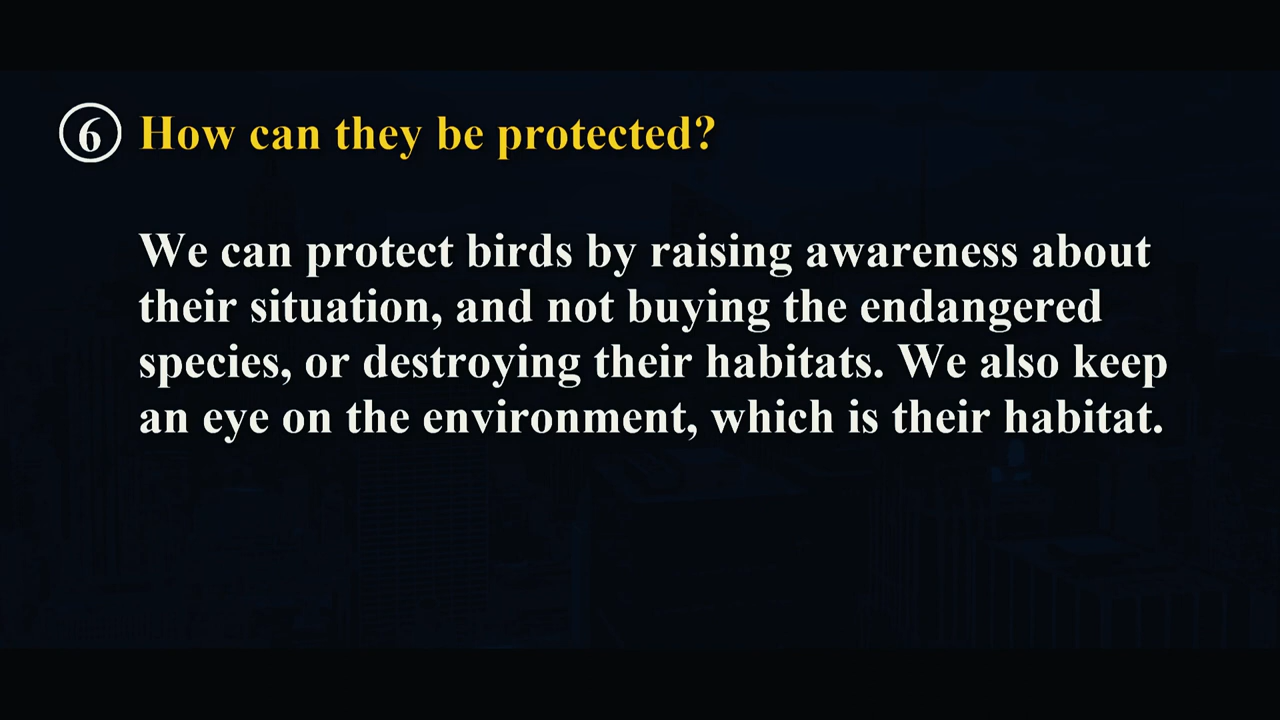 6 How can they be protected?
We can protect birds by raising awareness about
their situation, and not buying the endangered
species, or destroying their habitats. We also keep
an eye on the environment, which is their habitat.